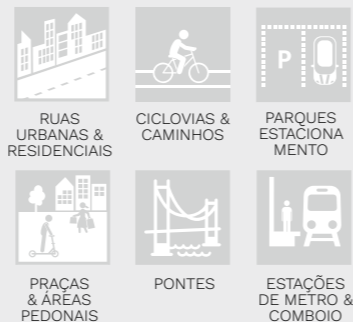 P
RUAS
URBANAS &
RESIDENCIAIS
CICLOVIAS &
CAMINHOS
PARQUES
ESTACIONA
MENTO
PRAÇAS
& ÁREAS
PEDONAIS
PONTES
ESTAÇÕES
DE METRO &
COMBOIO